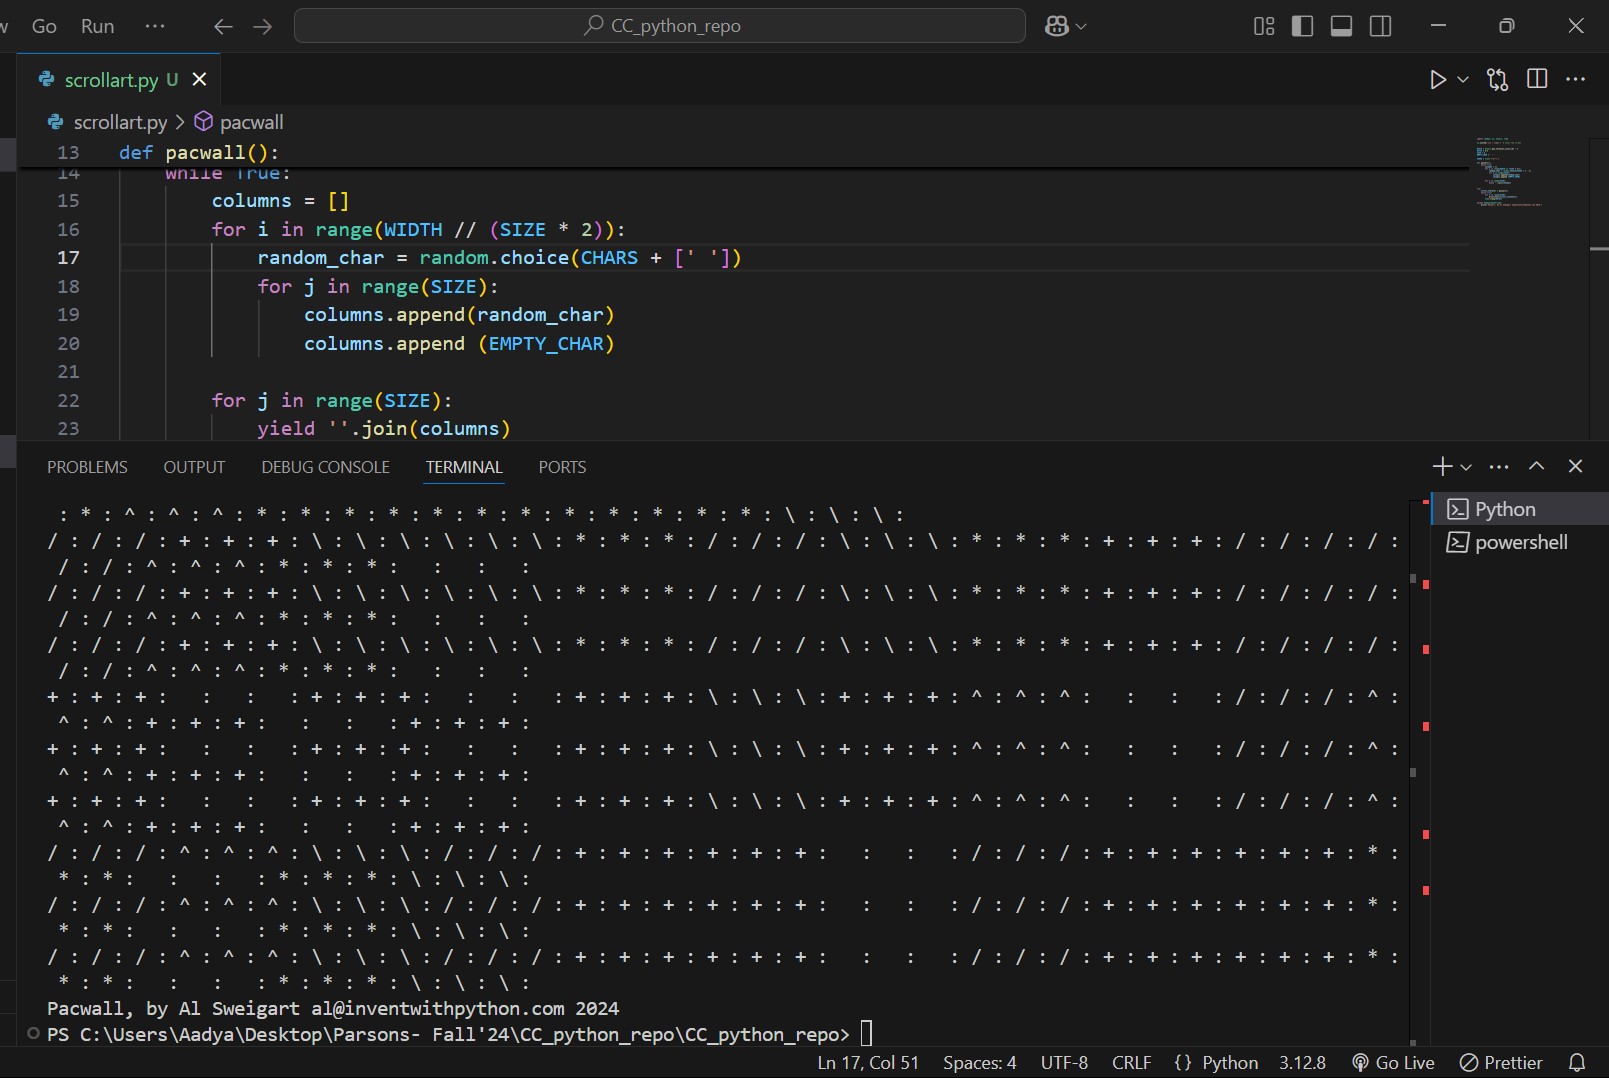 Go Run ··· CC_python_repo
scrollart.py U
scrollart.py > pacwall
13 def pacwall():
14 while True:
15 columns = []
16 for i in range(WIDTH // (SIZE * 2)):
17 random_char = random.choice(CHARS + [' '])
18 for j in range(SIZE):
19 columns.append(random_char)
20 columns.append (EMPTY_CHAR)
21
22 for j in range(SIZE):
23 yield ''.join(columns)
PROBLEMS OUTPUT DEBUG CONSOLE TERMINAL PORTS
Python
powershell
 : * : ^ : ^ : ^ : * : * : * : * : * : * : * : * : * : * : * : * : \ : \ : \ :
/ : / : / : + : + : + : \ : \ : \ : \ : \ : \ : * : * : * : / : / : / : \ : \ : \ : * : * : * : + : + : + : / : / : / : / :
 / : / : ^ : ^ : ^ : * : * : * :   :   :   :
/ : / : / : + : + : + : \ : \ : \ : \ : \ : \ : * : * : * : / : / : / : \ : \ : \ : * : * : * : + : + : + : / : / : / : / :
 / : / : ^ : ^ : ^ : * : * : * :   :   :   :
/ : / : / : + : + : + : \ : \ : \ : \ : \ : \ : * : * : * : / : / : / : \ : \ : \ : * : * : * : + : + : + : / : / : / : / :
 / : / : ^ : ^ : ^ : * : * : * :   :   :   :
+ : + : + :   :   :   : + : + : + :   :   :   : + : + : + : \ : \ : \ : + : + : + : ^ : ^ : ^ :   :   :   : / : / : / : ^ :
 ^ : ^ : + : + : + :   :   :   : + : + : + :
+ : + : + :   :   :   : + : + : + :   :   :   : + : + : + : \ : \ : \ : + : + : + : ^ : ^ : ^ :   :   :   : / : / : / : ^ :
 ^ : ^ : + : + : + :   :   :   : + : + : + :
+ : + : + :   :   :   : + : + : + :   :   :   : + : + : + : \ : \ : \ : + : + : + : ^ : ^ : ^ :   :   :   : / : / : / : ^ :
 ^ : ^ : + : + : + :   :   :   : + : + : + :
/ : / : / : ^ : ^ : ^ : \ : \ : \ : / : / : / : + : + : + : + : + : + :   :   :   : / : / : / : + : + : + : + : + : + : * :
 * : * :   :   :   : * : * : * : \ : \ : \ :
/ : / : / : ^ : ^ : ^ : \ : \ : \ : / : / : / : + : + : + : + : + : + :   :   :   : / : / : / : + : + : + : + : + : + : * :
 * : * :   :   :   : * : * : * : \ : \ : \ :
/ : / : / : ^ : ^ : ^ : \ : \ : \ : / : / : / : + : + : + : + : + : + :   :   :   : / : / : / : + : + : + : + : + : + : * :
 * : * :   :   :   : * : * : * : \ : \ : \ :
Pacwall, by Al Sweigart al@inventwithpython.com 2024
PS C:\Users\Aadya\Desktop\Parsons- Fall'24\CC_python_repo\CC_python_repo>
Ln 17, Col 51 Spaces: 4 UTF-8 CRLF {} Python 3.12.8 Go Live Prettier